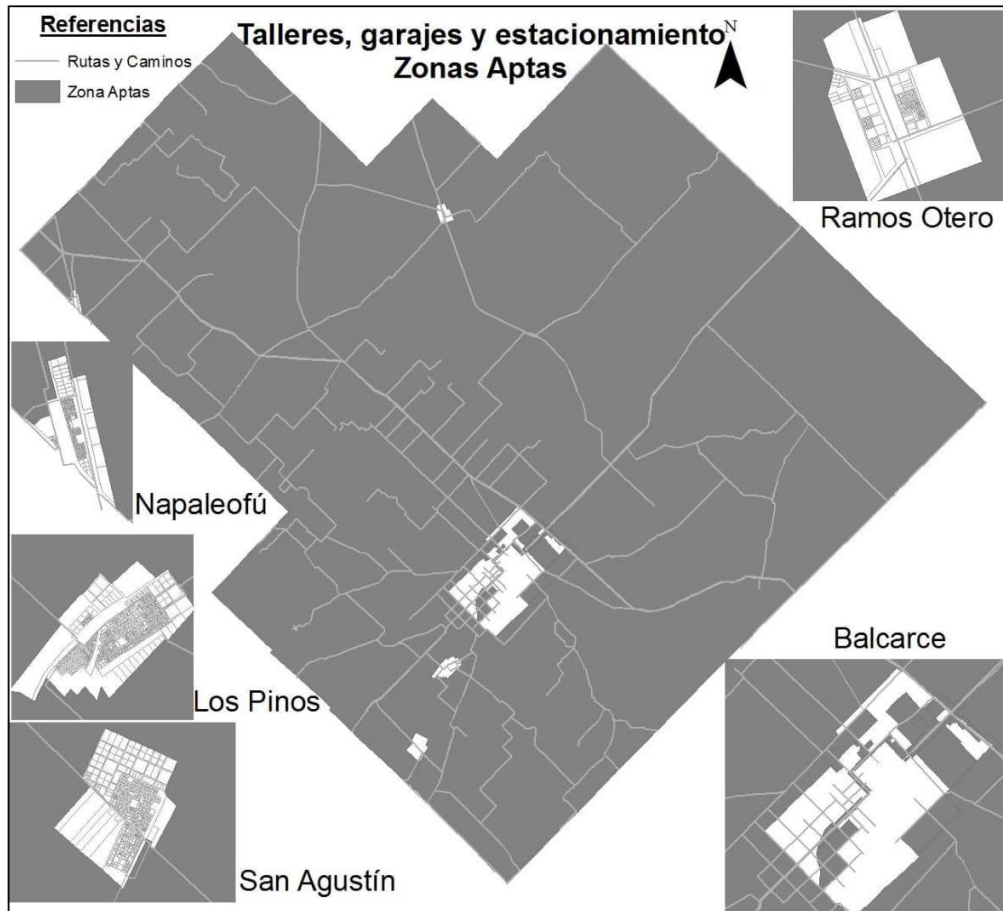 Referencias
Rutas y Caminos
Zona Aptas
Talleres, garajes y estacionamiento
Zonas Aptas
N
Ramos Otero
Napaleofú
Los Pinos
Balcarce
San Agustín